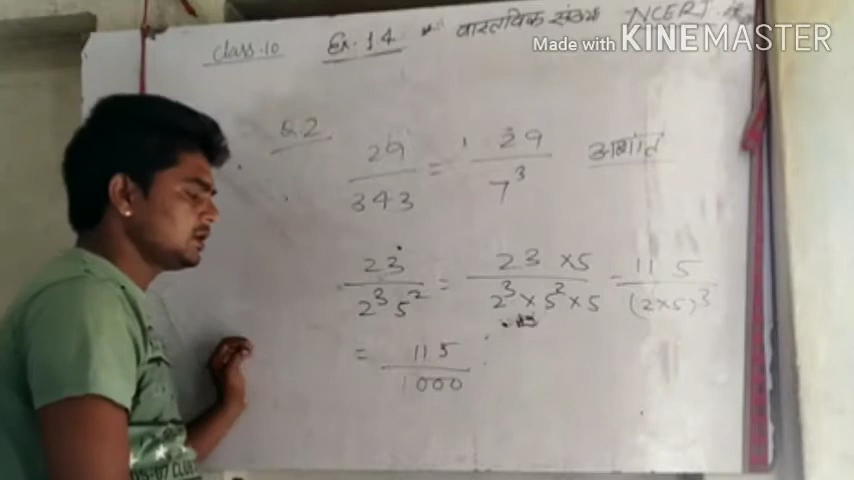 Class-10 Ex. 1.4 वास्तविक संख्या NCERT
Made with KINEMASTER
Q.2
29/343 = 29/7³ अशांत
23/2³5² = 23×5/2³×5²×5 = 115/(2×5)³
= 115/1000